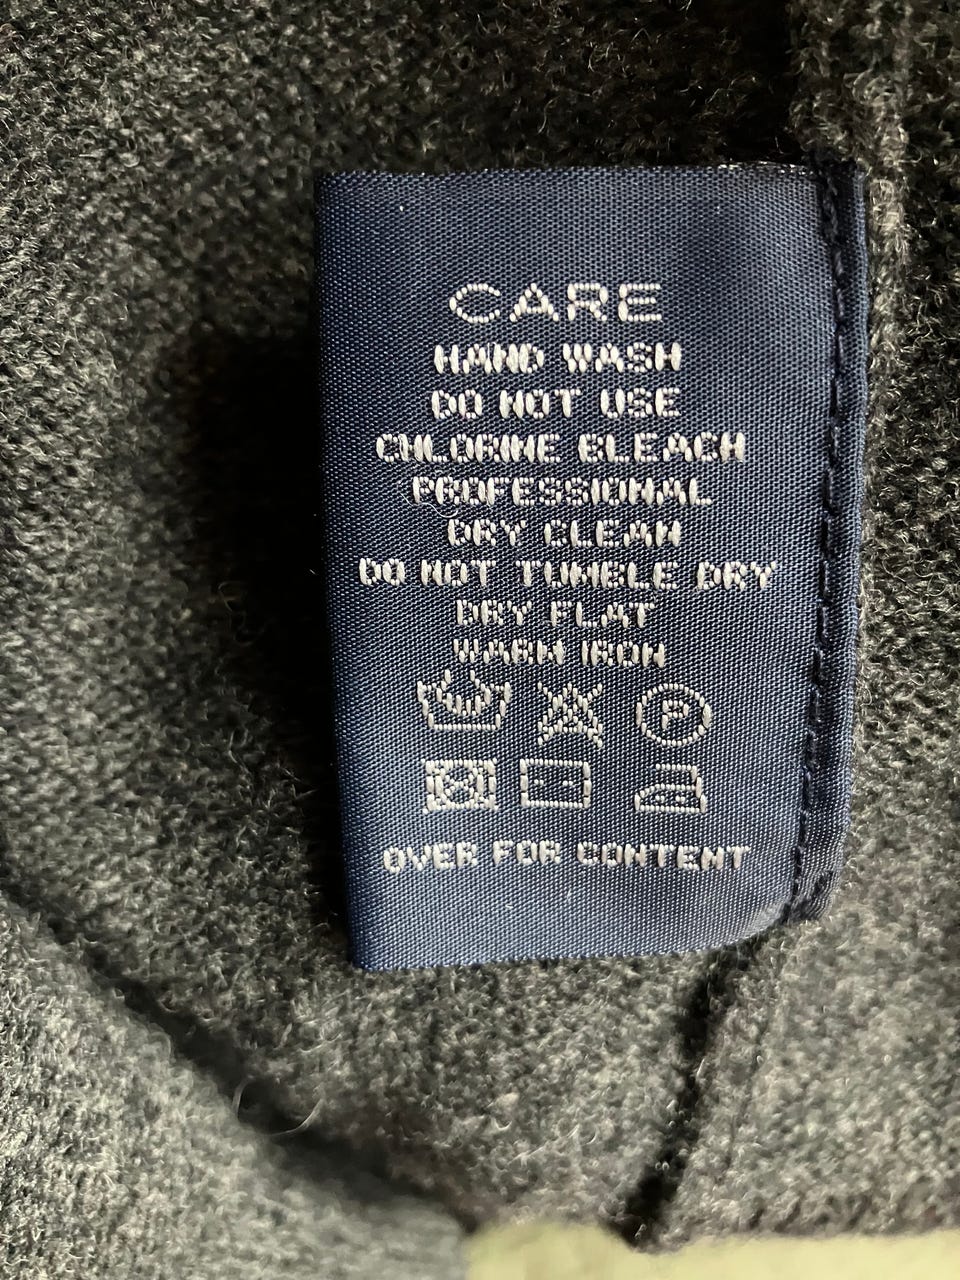 CARE
HAND WASH
DO NOT USE
CHLORINE BLEACH
PROFESSIONAL
DRY CLEAN
DO NOT TUMBLE DRY
DRY FLAT
WARM IRON
P
OVER FOR CONTENT